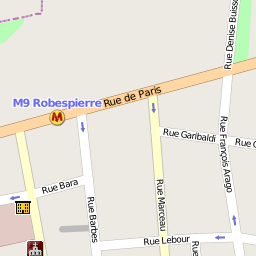 Rue Denise Buisso
M9 Robespierre
Rue de Paris
M
Rue Garibaldi
Rue François Arago
Rue Bara
Rue Barbès
Rue Marceau
Rue Lebour